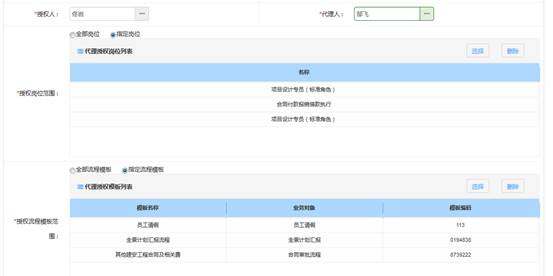 *授权人： 佟岩 *代理人： 邹飞
全部岗位 指定岗位
代理授权岗位列表 选择 删除
*授权岗位范围：
名称
项目设计专员（标准角色）
合同付款报销借款执行
项目设计专员（标准角色）
全部流程模板 指定流程模板
代理授权模板列表 选择 删除
*授权流程模板范围：
模板名称 业务对象 模板编码
员工请假 员工请假 113
全景计划汇报流程 全景计划汇报 0194838
其他建安工程合同及相关费 合同审批流程 8739222